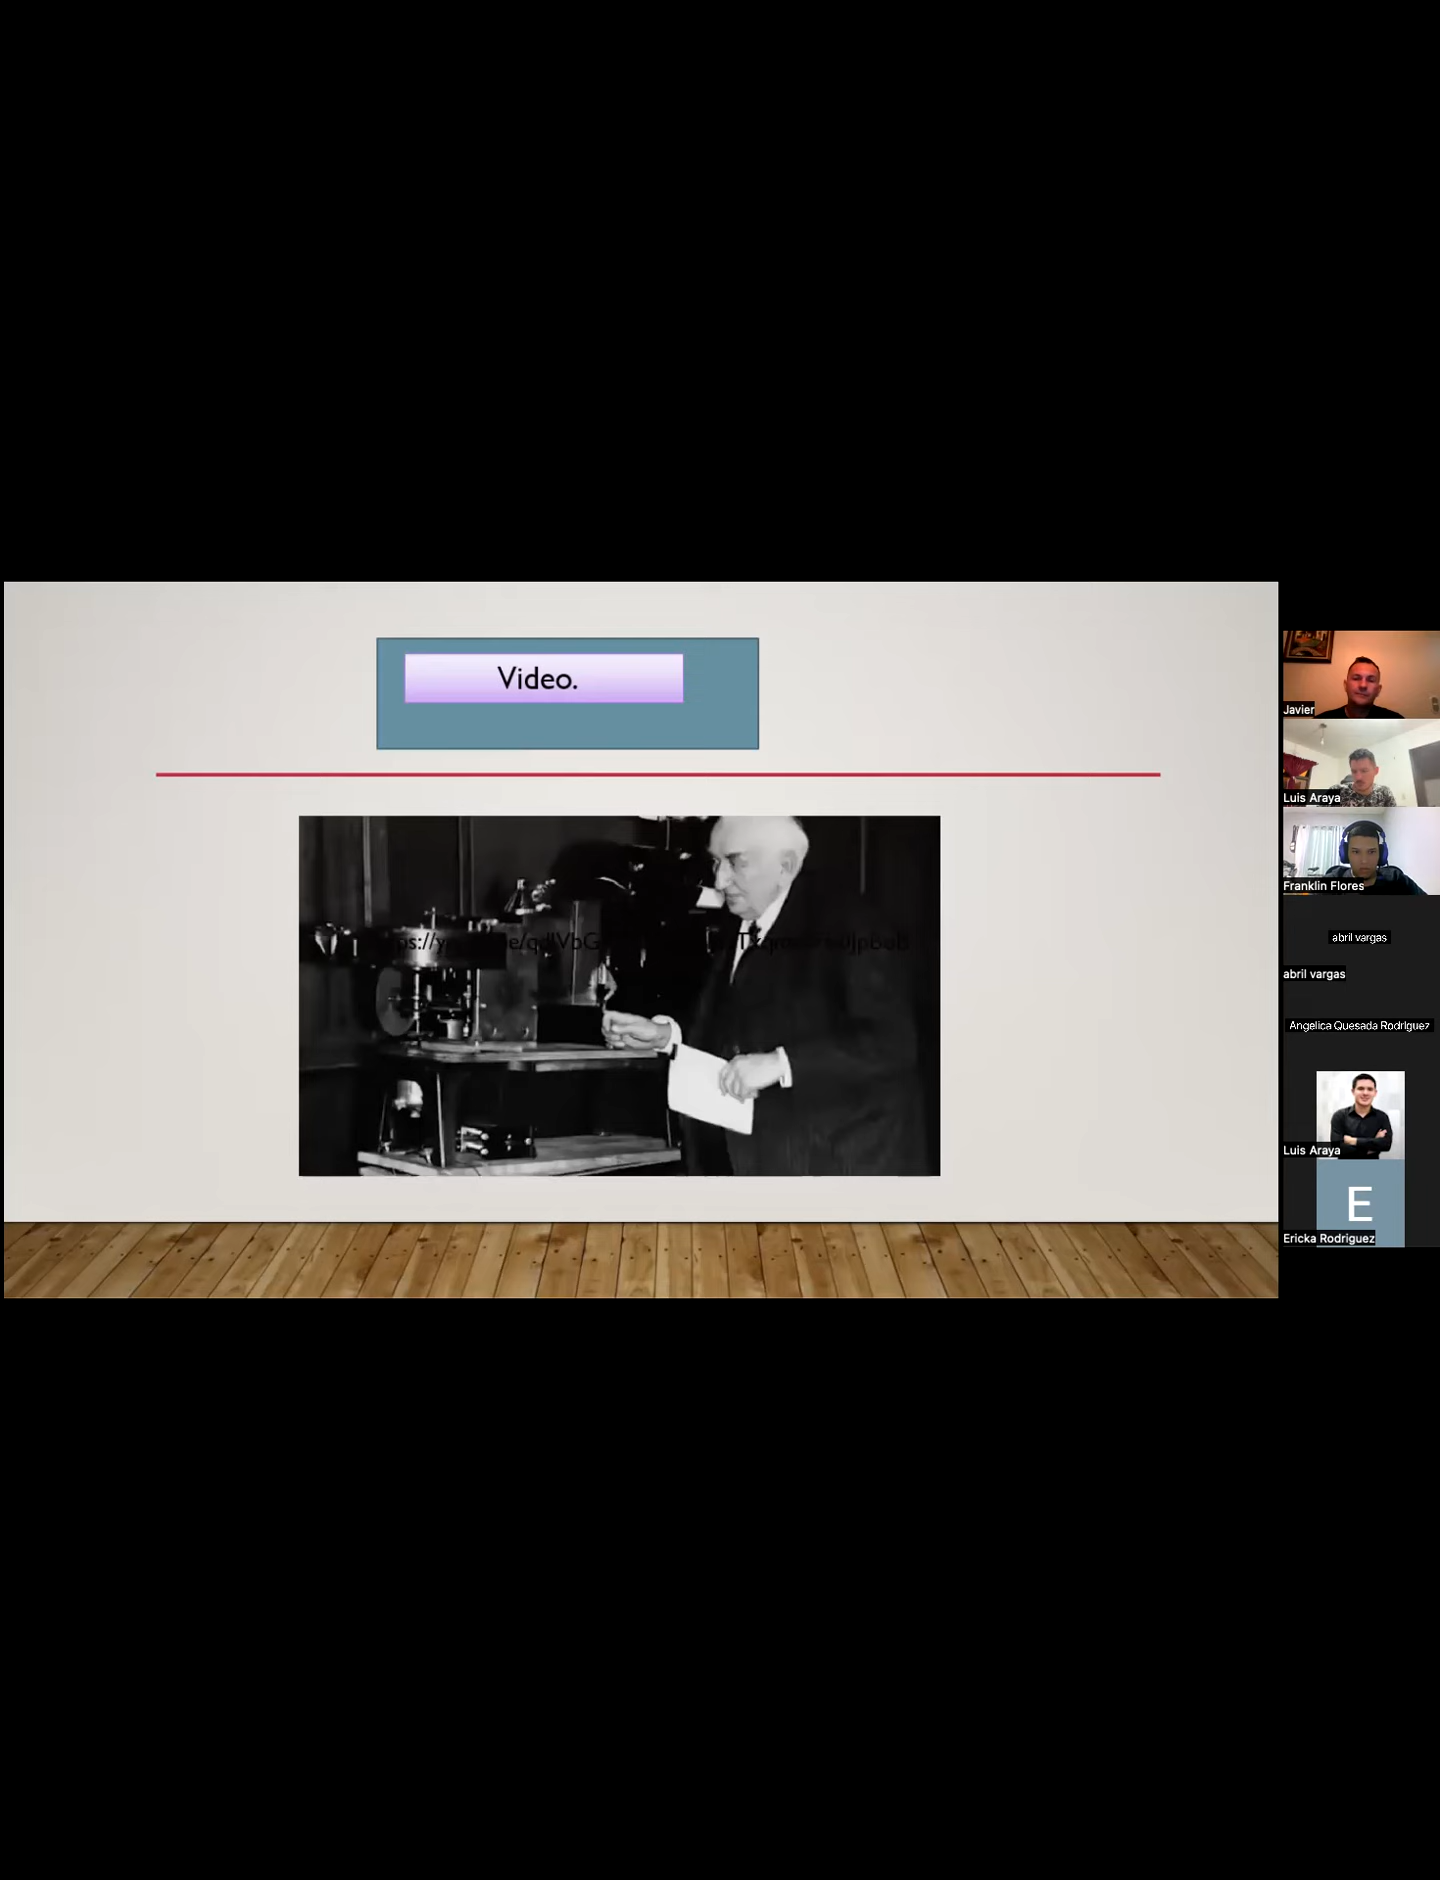 Video.
Javier
Luis Araya
Franklin Flores
abril vargas
abril vargas
Angelica Quesada Rodriguez
Luis Araya
E
Ericka Rodriguez